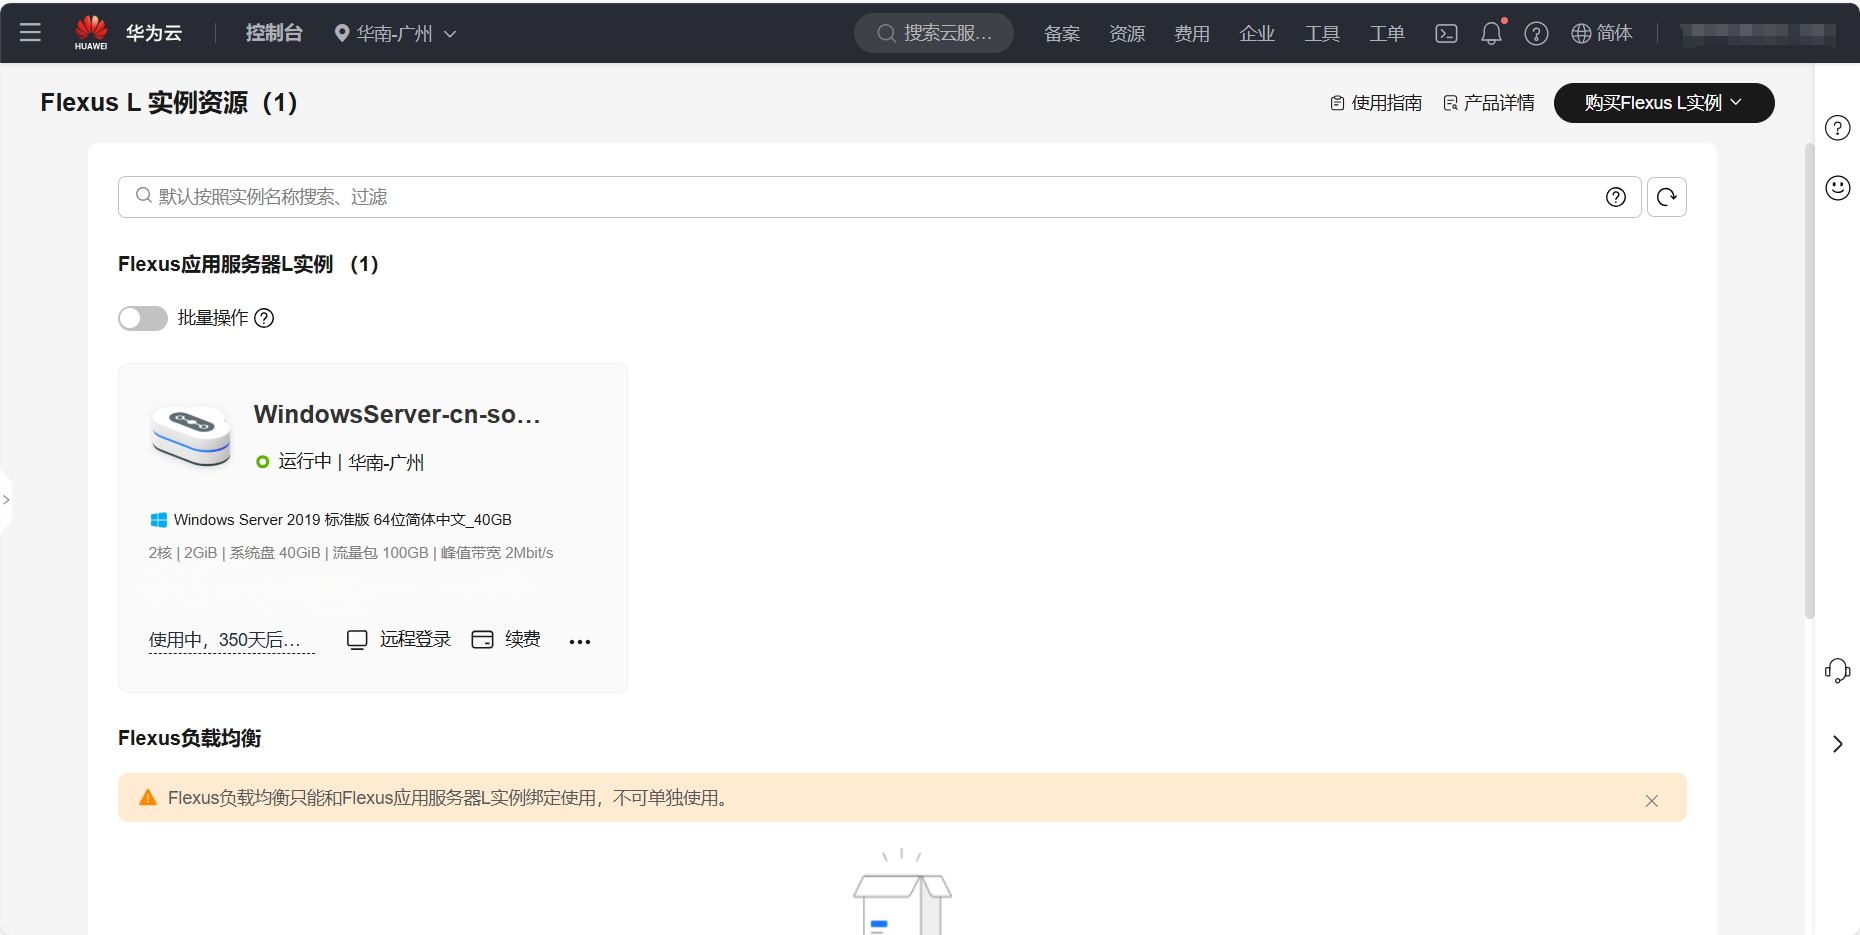 HUAWEI 华为云 控制台 华南-广州 搜索云服... 备案 资源 费用 企业 工具 工单 简体
Flexus L 实例资源（1） 使用指南 产品详情 购买Flexus L实例
默认按照实例名称搜索、过滤
Flexus应用服务器L实例 （1）
批量操作
WindowsServer-cn-so...
运行中 | 华南-广州
Windows Server 2019 标准版 64位简体中文_40GB
2核 | 2GiB | 系统盘 40GiB | 流量包 100GB | 峰值带宽 2Mbit/s
使用中，350天后... 远程登录 续费
Flexus负载均衡
Flexus负载均衡只能和Flexus应用服务器L实例绑定使用，不可单独使用。